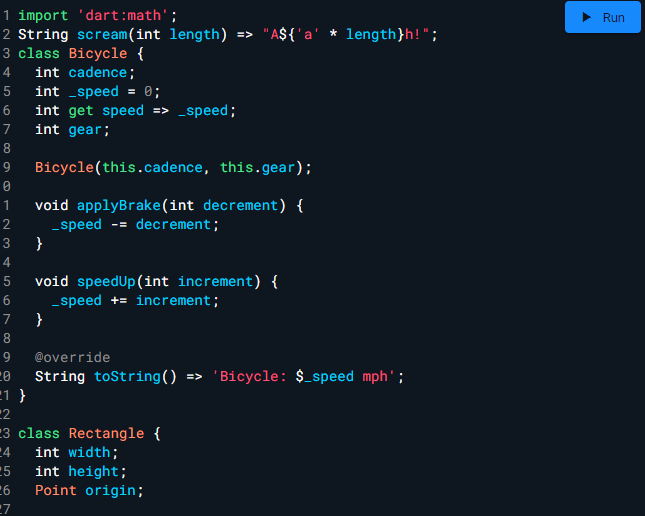 1 import 'dart:math';
Run
2 String scream(int length) => "A${'a' * length}h!";
3 class Bicycle {
4 int cadence;
5 int _speed = 0;
6 int get speed => _speed;
7 int gear;
8
9 Bicycle(this.cadence, this.gear);
0
1 void applyBrake(int decrement) {
2 _speed -= decrement;
3 }
4
5 void speedUp(int increment) {
6 _speed += increment;
7 }
8
9 @override
20 String toString() => 'Bicycle: $_speed mph';
21 }
22
23 class Rectangle {
24 int width;
25 int height;
26 Point origin;
27